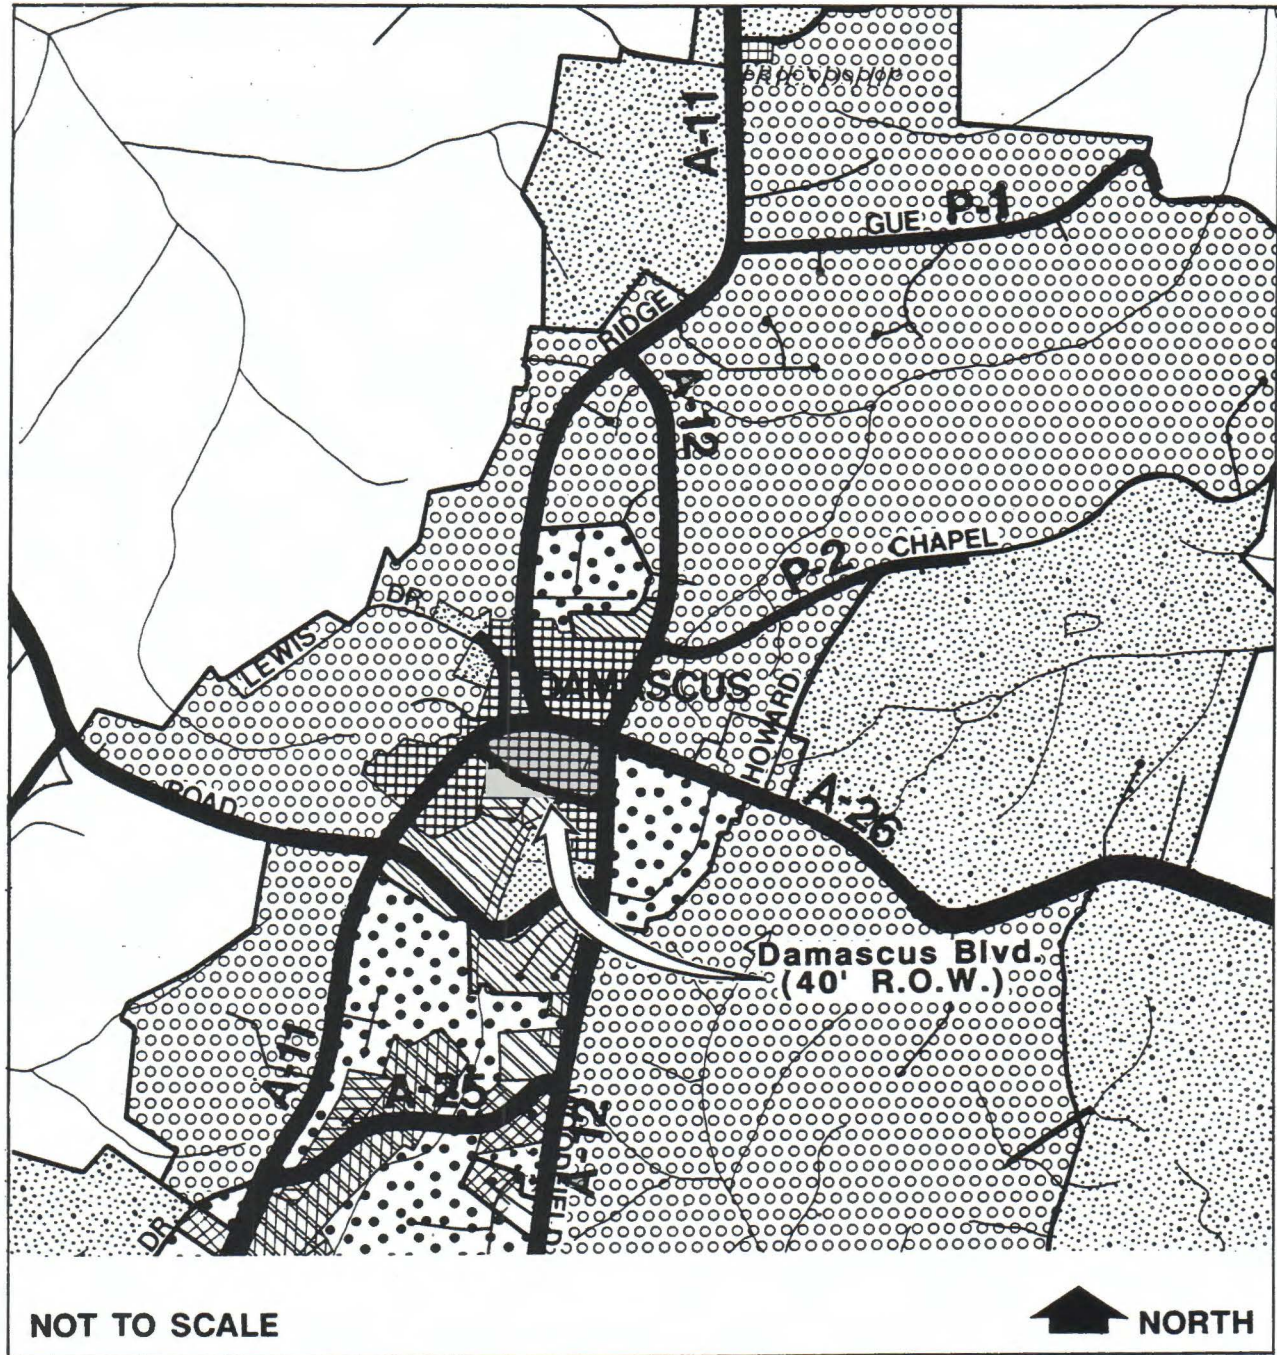 A-11
GUE
P-1
RIDGE
A-12
CHAPEL
P-2
DR.
LEWIS
DAMASCUS
HOWARD
ROAD
A-26
Damascus Blvd.
(40' R.O.W.)
A-11
A-25
A-12
DR
NOT TO SCALE
NORTH